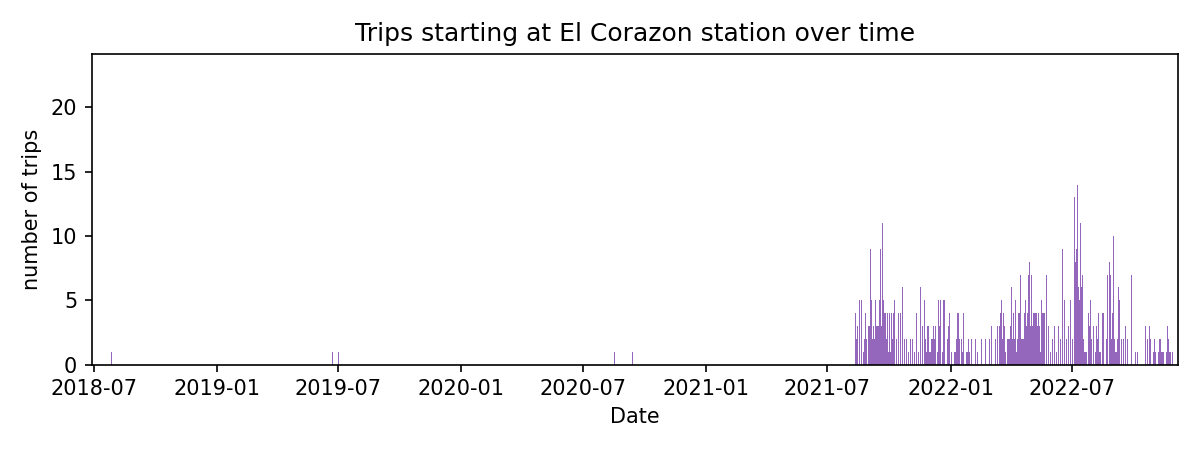 Trips starting at El Corazon station over time
number of trips
20
15
10
5
0
2018-07 2019-01 2019-07 2020-01 2020-07 2021-01 2021-07 2022-01 2022-07
Date